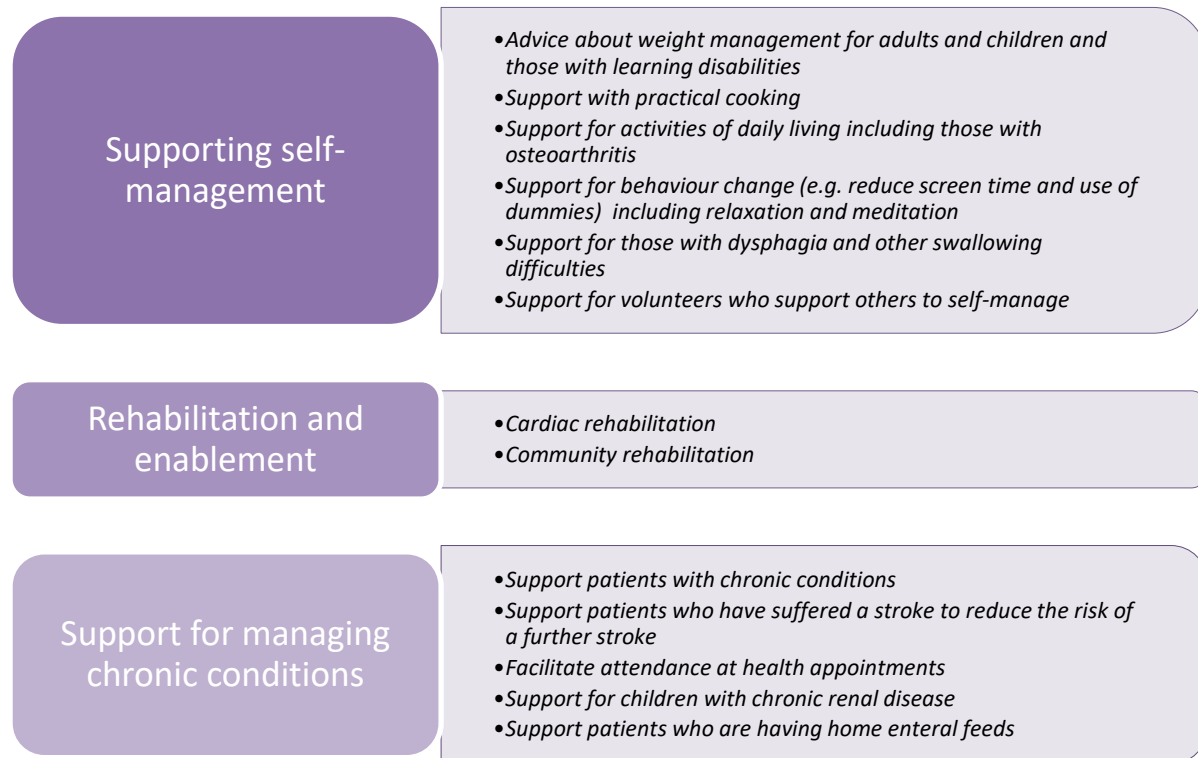 Supporting self-
management
•Advice about weight management for adults and children and
those with learning disabilities
•Support with practical cooking
•Support for activities of daily living including those with
osteoarthritis
•Support for behaviour change (e.g. reduce screen time and use of
dummies)  including relaxation and meditation
•Support for those with dysphagia and other swallowing
difficulties
•Support for volunteers who support others to self-manage
Rehabilitation and
enablement
•Cardiac rehabilitation
•Community rehabilitation
Support for managing
chronic conditions
•Support patients with chronic conditions
•Support patients who have suffered a stroke to reduce the risk of
a further stroke
•Facilitate attendance at health appointments
•Support for children with chronic renal disease
•Support patients who are having home enteral feeds